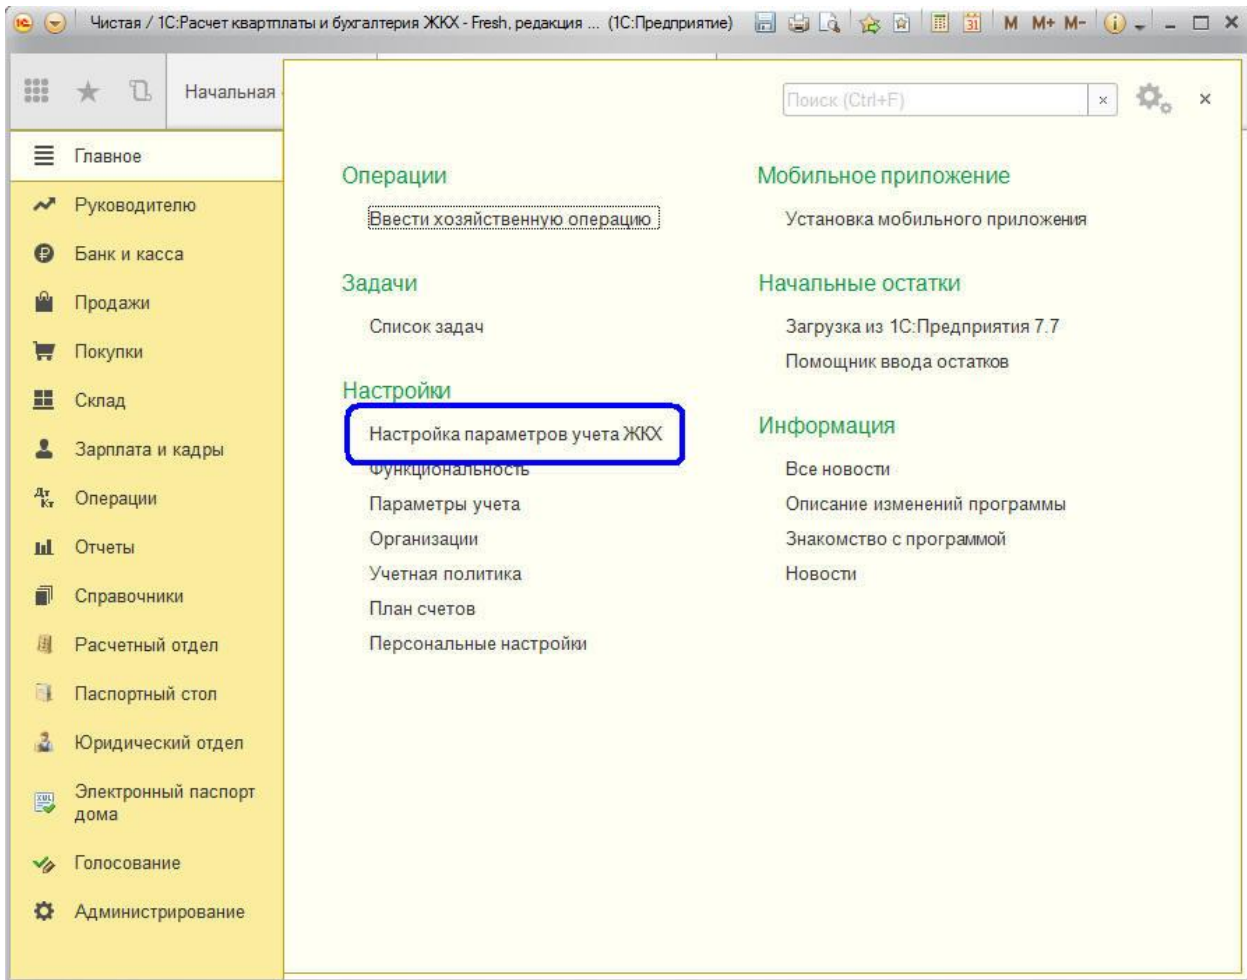 Чистая / 1С:Расчет квартплаты и бухгалтерия ЖКХ - Fresh, редакция ... (1С:Предприятие)
M M+ M-
31
Начальная
Поиск (Ctrl+F)
Главное
Руководителю
Банк и касса
Продажи
Покупки
Склад
Зарплата и кадры
Дт
Кт
Операции
Отчеты
Справочники
Расчетный отдел
Паспортный стол
Юридический отдел
XML
Электронный паспорт
дома
Голосование
Администрирование
Операции
Ввести хозяйственную операцию
Задачи
Список задач
Настройки
Настройка параметров учета ЖКХ
Функциональность
Параметры учета
Организации
Учетная политика
План счетов
Персональные настройки
Мобильное приложение
Установка мобильного приложения
Начальные остатки
Загрузка из 1С:Предприятия 7.7
Помощник ввода остатков
Информация
Все новости
Описание изменений программы
Знакомство с программой
Новости